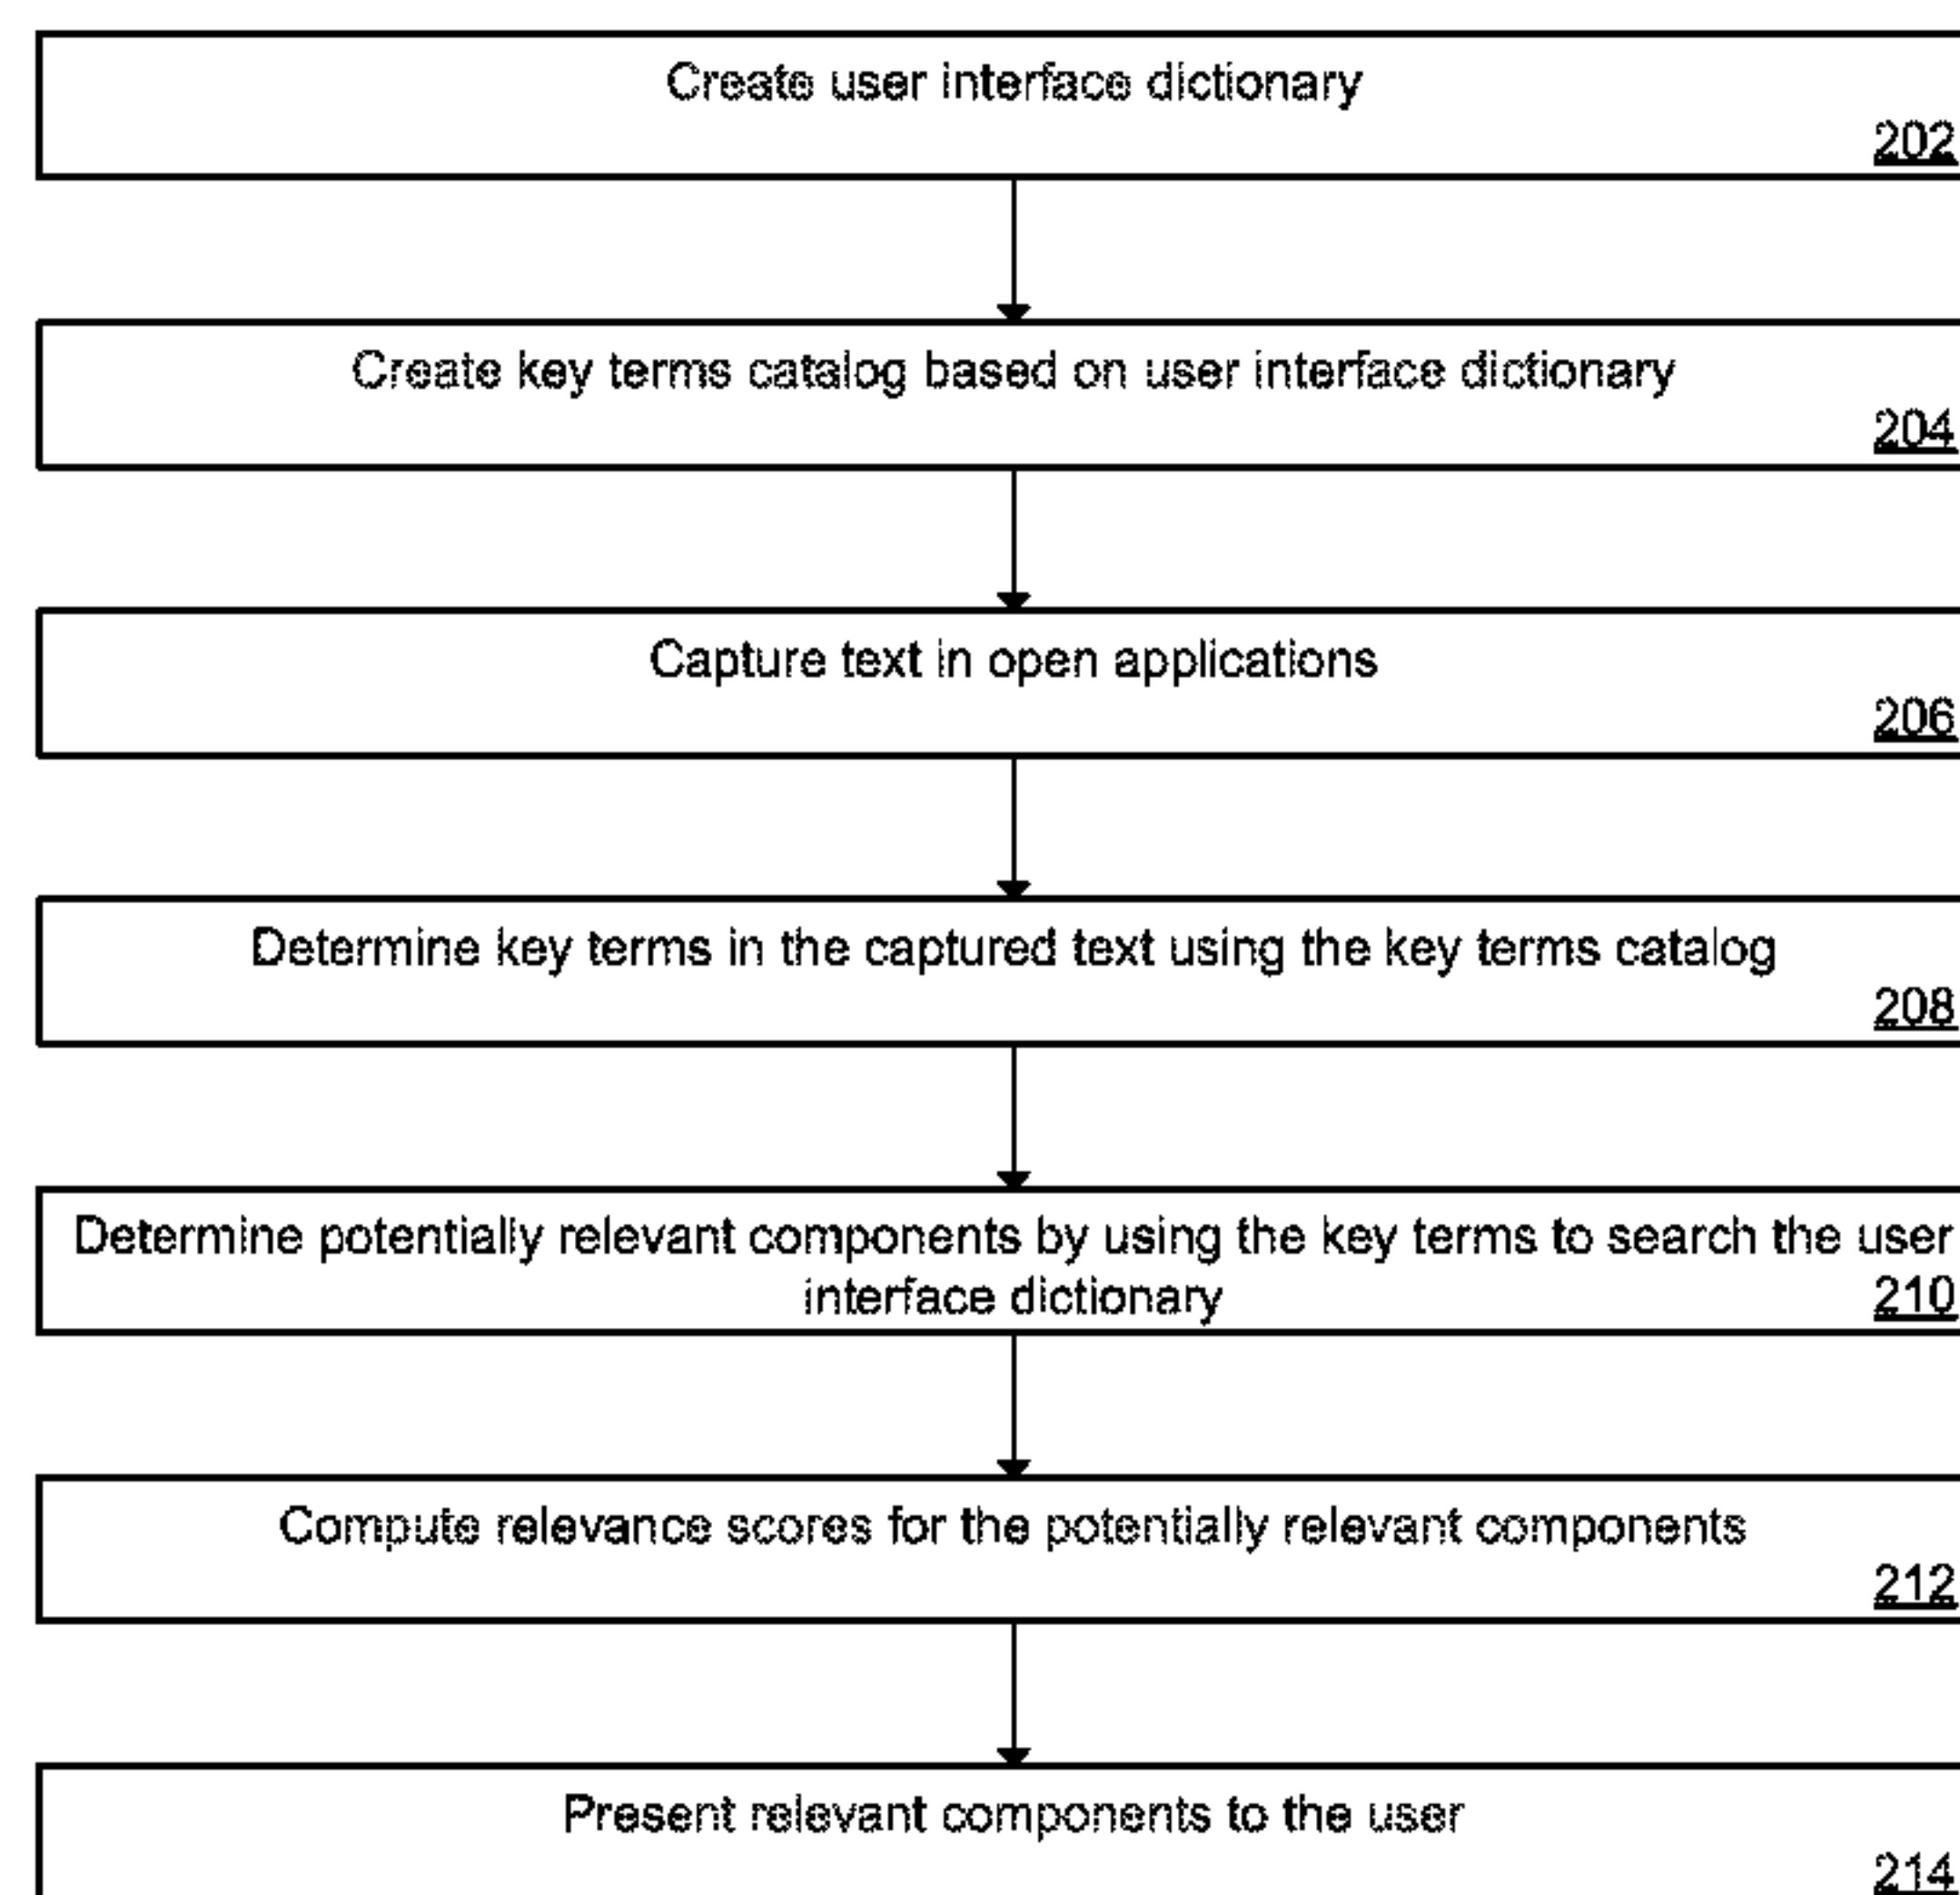 Create user interface dictionary
202
Create key terms catalog based on user interface dictionary
204
Capture text in open applications
206
Determine key terms in the captured text using the key terms catalog
208
Determine potentially relevant components by using the key terms to search the user
interface dictionary
210
Compute relevance scores for the potentially relevant components
212
Present relevant components to the user
214